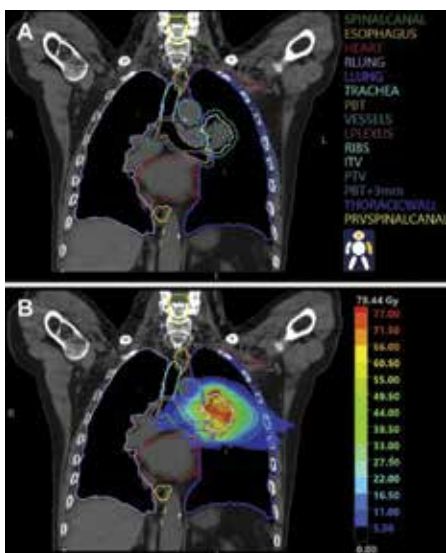 A
SPINALCANAL
ESOPHAGUS
HEART
RLUNG
LLUNG
TRACHEA
PBT
VESSELS
LPLEXUS
RIBS
ITV
PTV
PBT+3mm
THORACICWALL
PRVSPINALCANAL
R
L
B
78.44 Gy
77.00
71.50
66.00
60.50
55.00
49.50
44.00
38.50
33.00
27.50
22.00
16.50
11.00
5.50
0.00
R